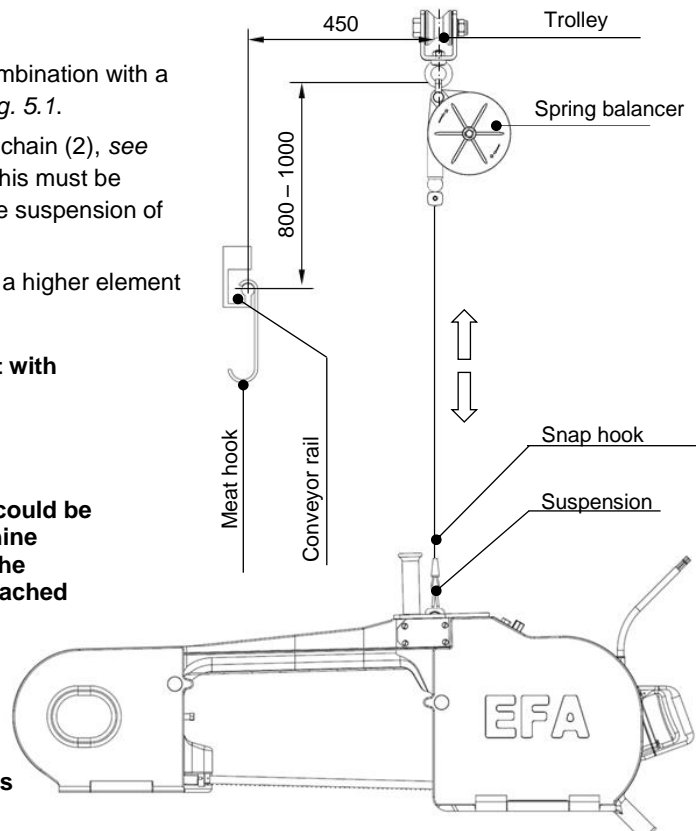 mbination with a
g. 5.1.
chain (2), see
his must be
e suspension of
a higher element
t with
could be
hine
he
ached
s
450
Trolley
Spring balancer
800 – 1000
Meat hook
Conveyor rail
Snap hook
Suspension
EFA